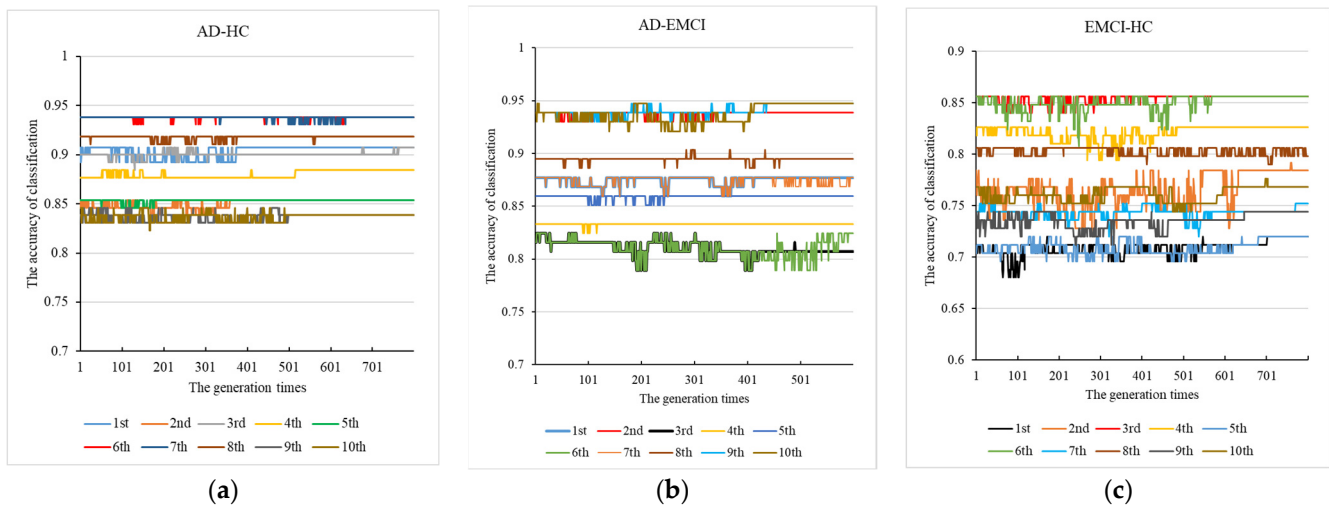 AD-HC
The accuracy of classification
1
0.95
0.9
0.85
0.8
0.75
0.7
1 101 201 301 401 501 601 701
The generation times
1st 2nd 3rd 4th 5th
6th 7th 8th 9th 10th
(a)
AD-EMCI
The accuracy of classification
1
0.95
0.9
0.85
0.8
0.75
0.7
1 101 201 301 401 501
The generation times
1st 2nd 3rd 4th 5th
6th 7th 8th 9th 10th
(b)
EMCI-HC
The accuracy of classification
0.9
0.85
0.8
0.75
0.7
0.65
0.6
1 101 201 301 401 501 601 701
The generation times
1st 2nd 3rd 4th 5th
6th 7th 8th 9th 10th
(c)